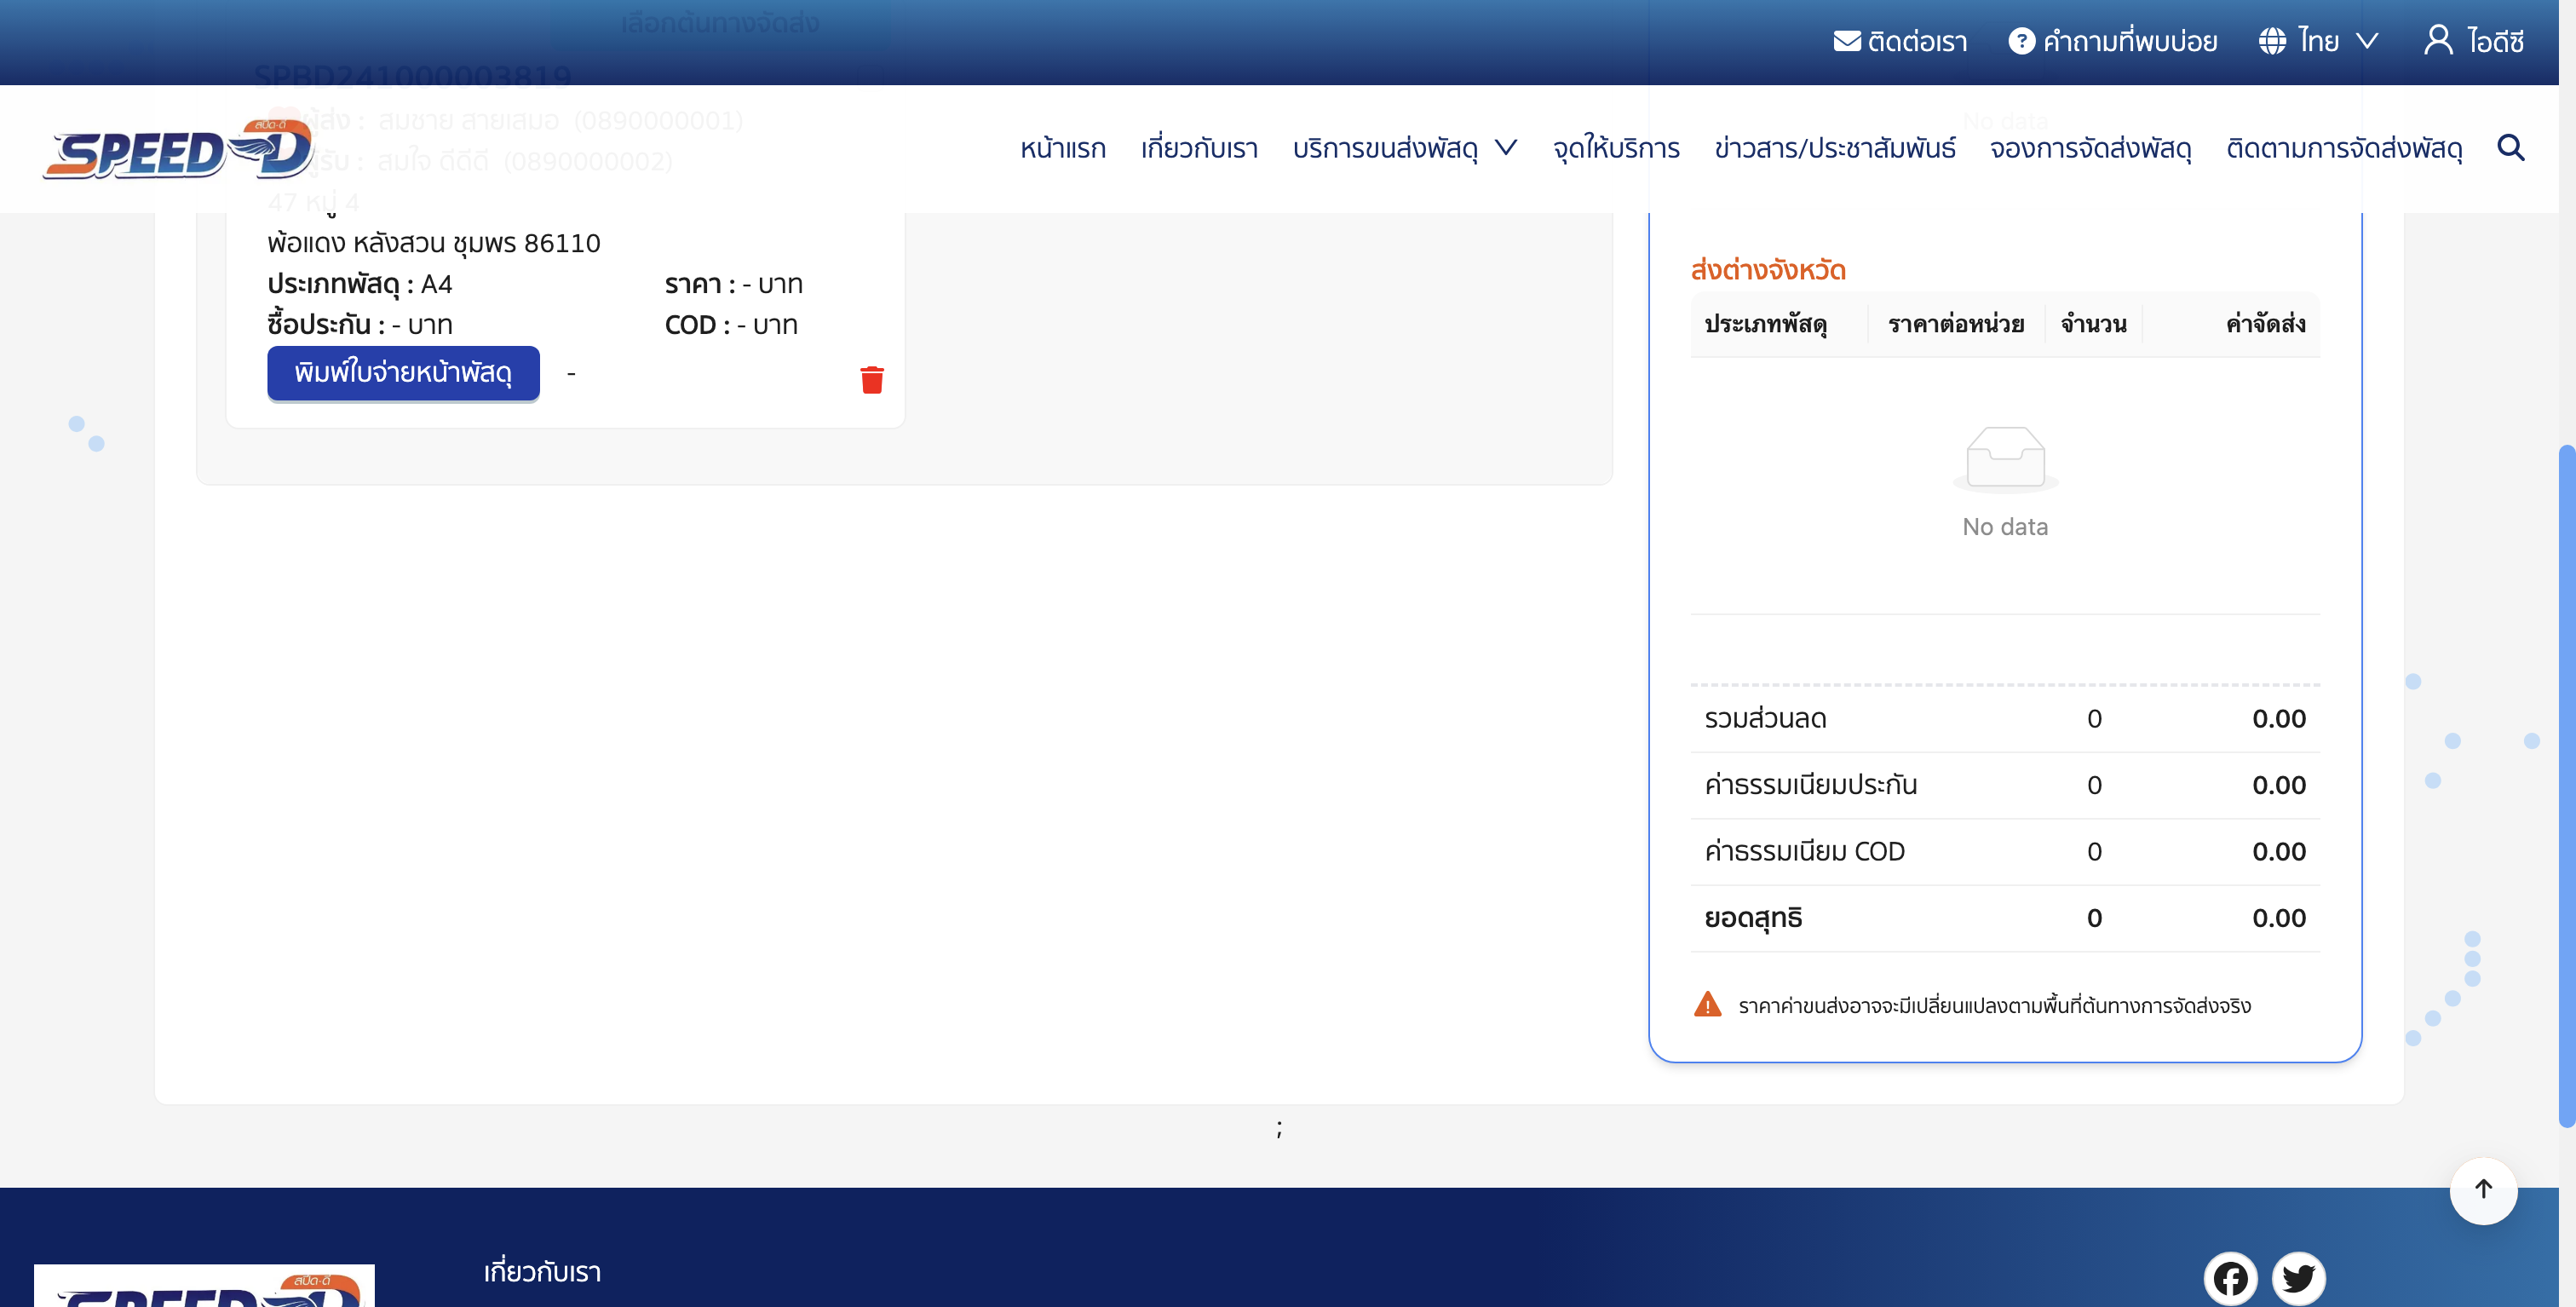 เลือกต้นทางจัดส่ง
ติดต่อเรา
คำถามที่พบบ่อย
ไทย
ไอดีซี
SPBD241000003819
ผู้ส่ง : สมชาย สายเสมอ (0890000001)
สปีด-ดี
SPEED-D
ผู้รับ : สมใจ ดีดีดี (0890000002)
47 หมู่ 4
No data
หน้าแรก
เกี่ยวกับเรา
บริการขนส่งพัสดุ
จุดให้บริการ
ข่าวสาร/ประชาสัมพันธ์
จองการจัดส่งพัสดุ
ติดตามการจัดส่งพัสดุ
พ้อแดง หลังสวน ชุมพร 86110
ประเภทพัสดุ : A4 ราคา : - บาท
ซื้อประกัน : - บาท COD : - บาท
พิมพ์ใบจ่ายหน้าพัสดุ -
ส่งต่างจังหวัด
ประเภทพัสดุ ราคาต่อหน่วย จำนวน ค่าจัดส่ง
No data
รวมส่วนลด 0 0.00
ค่าธรรมเนียมประกัน 0 0.00
ค่าธรรมเนียม COD 0 0.00
ยอดสุทธิ 0 0.00
ราคาค่าขนส่งอาจจะมีเปลี่ยนแปลงตามพื้นที่ต้นทางการจัดส่งจริง
;
สปีด-ดี
SPEED-D
เกี่ยวกับเรา